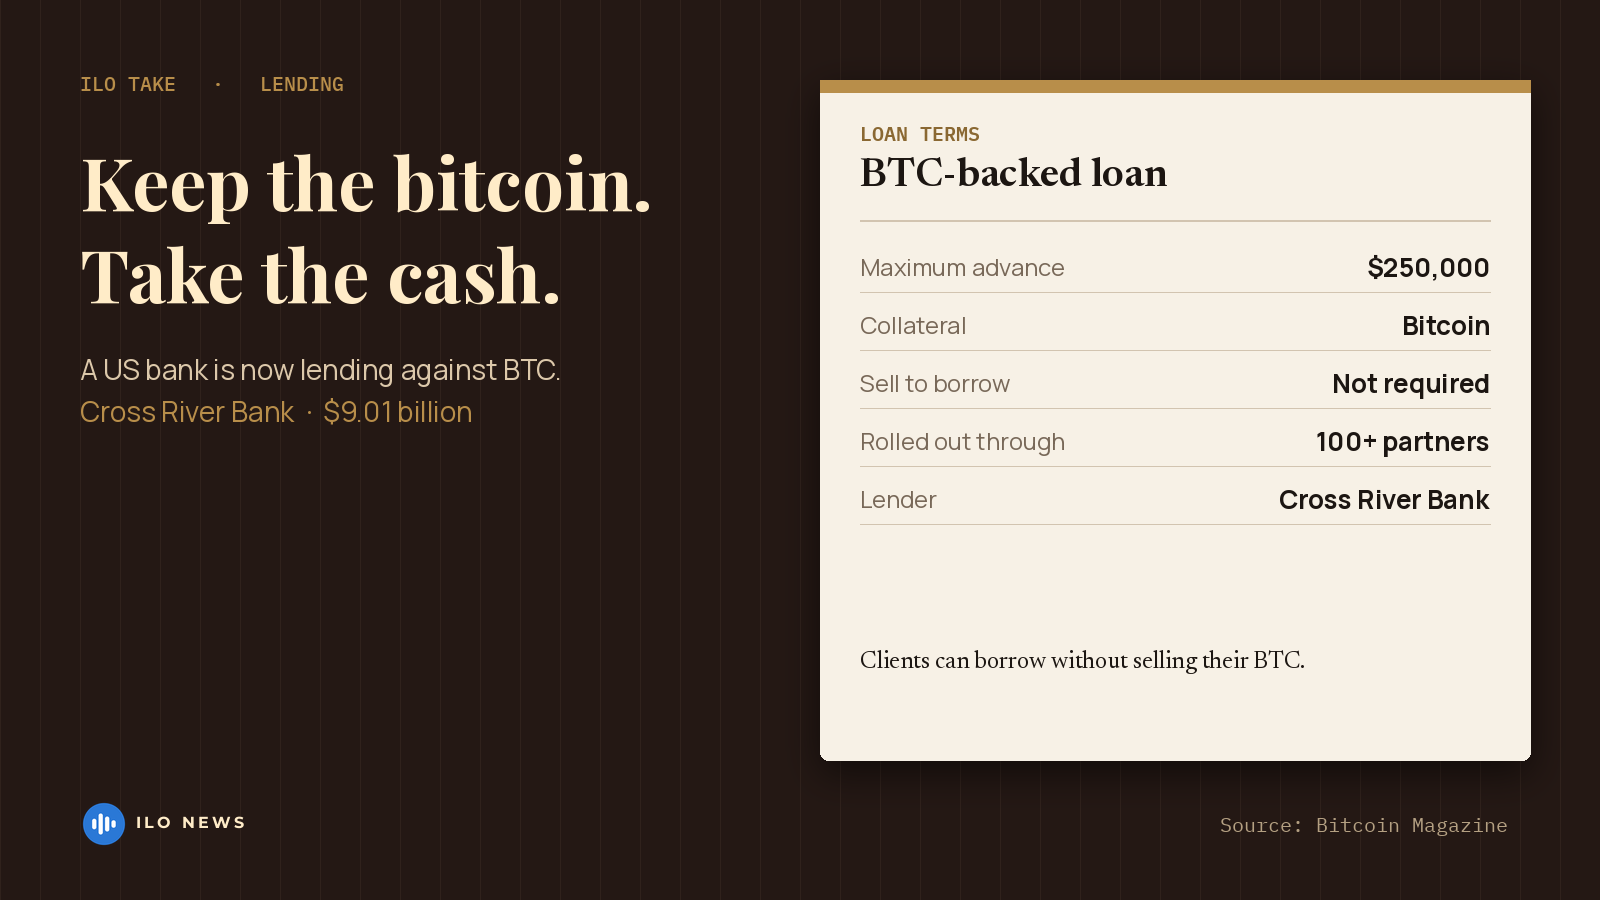 ILO TAKE · LENDING
Keep the bitcoin.
Take the cash.
A US bank is now lending against BTC.
Cross River Bank · $9.01 billion
LOAN TERMS
BTC-backed loan
Maximum advance $250,000
Collateral Bitcoin
Sell to borrow Not required
Rolled out through 100+ partners
Lender Cross River Bank
Clients can borrow without selling their BTC.
ILO NEWS
Source: Bitcoin Magazine